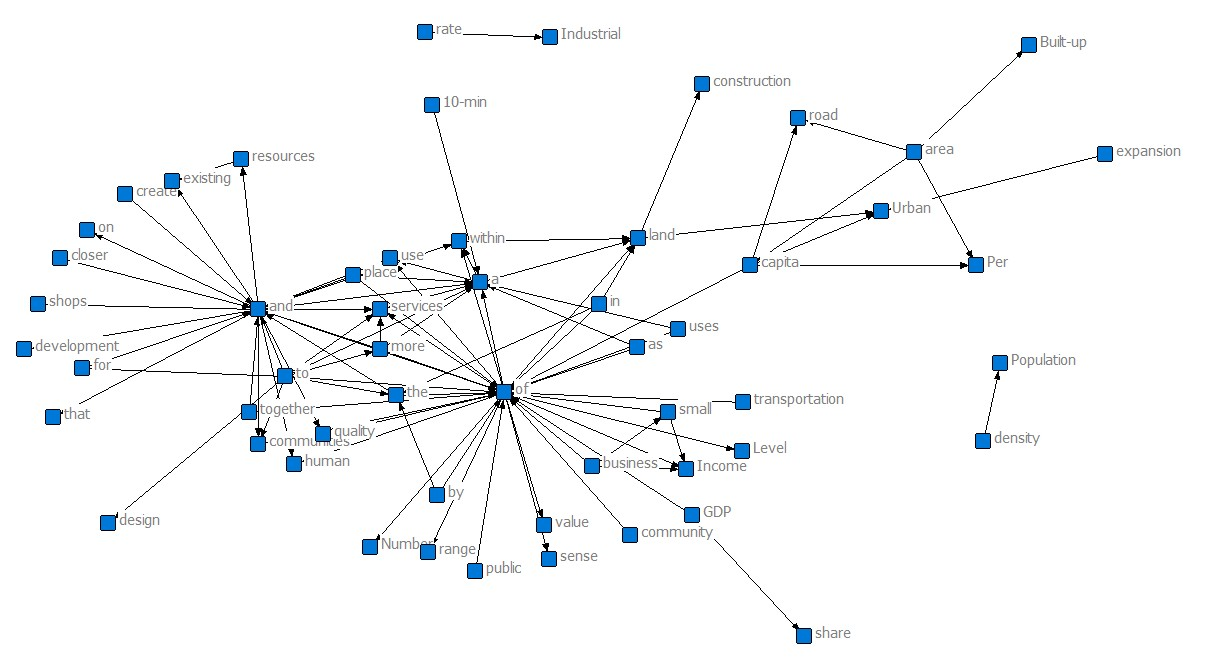 rate
Industrial
Built-up
construction
10-min
road
area
expansion
resources
existing
create
Urban
on
within
land
closer
use
place
a
capita
Per
shops
and
services
in
uses
development
more
as
for
to
the
of
Population
that
together
small
transportation
quality
communities
density
human
business
Income
Level
by
design
value
GDP
community
Number
range
sense
public
share